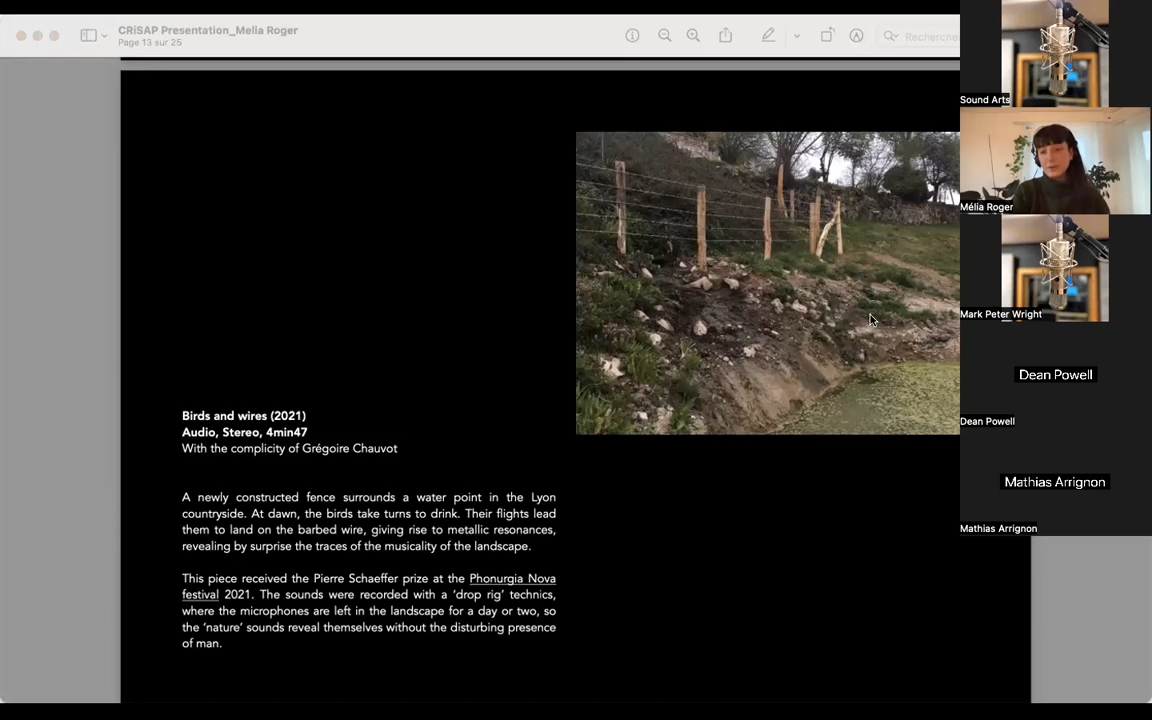 CRiSAP Presentation_Melia Roger
Page 13 sur 25
Rechercher
Sound Arts
Mélia Roger
Mark Peter Wright
Dean Powell
Dean Powell
Mathias Arrignon
Mathias Arrignon
Birds and wires (2021)
Audio, Stereo, 4min47
With the complicity of Grégoire Chauvot
A newly constructed fence surrounds a water point in the Lyon
countryside. At dawn, the birds take turns to drink. Their flights lead
them to land on the barbed wire, giving rise to metallic resonances,
revealing by surprise the traces of the musicality of the landscape.
This piece received the Pierre Schaeffer prize at the Phonurgia Nova
festival 2021. The sounds were recorded with a ‘drop rig’ technics,
where the microphones are left in the landscape for a day or two, so
the ‘nature’ sounds reveal themselves without the disturbing presence
of man.